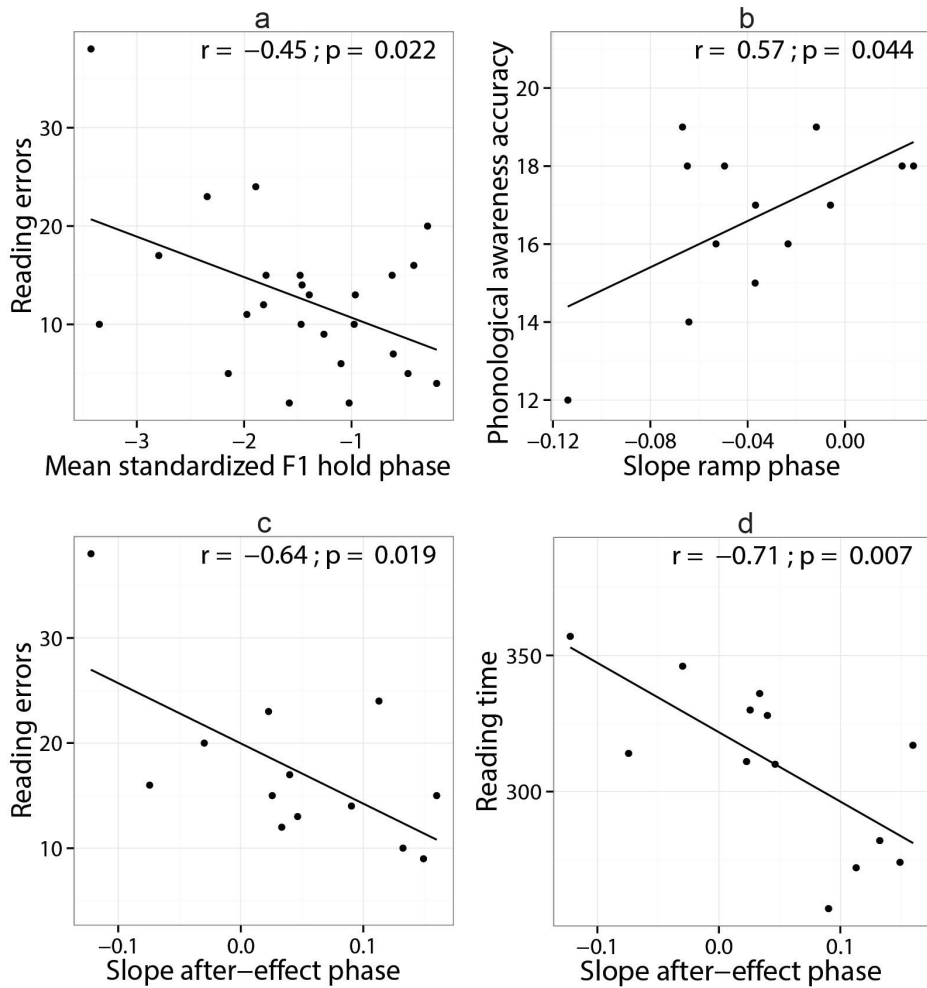 a
r = −0.45 ; p = 0.022
Reading errors
30
20
10
−3 −2 −1
Mean standardized F1 hold phase
b
r = 0.57 ; p = 0.044
Phonological awareness accuracy
20
18
16
14
12
−0.12 −0.08 −0.04 0.00
Slope ramp phase
c
r = −0.64 ; p = 0.019
Reading errors
30
20
10
−0.1 0.0 0.1
Slope after−effect phase
d
r = −0.71 ; p = 0.007
Reading time
350
300
−0.1 0.0 0.1
Slope after−effect phase